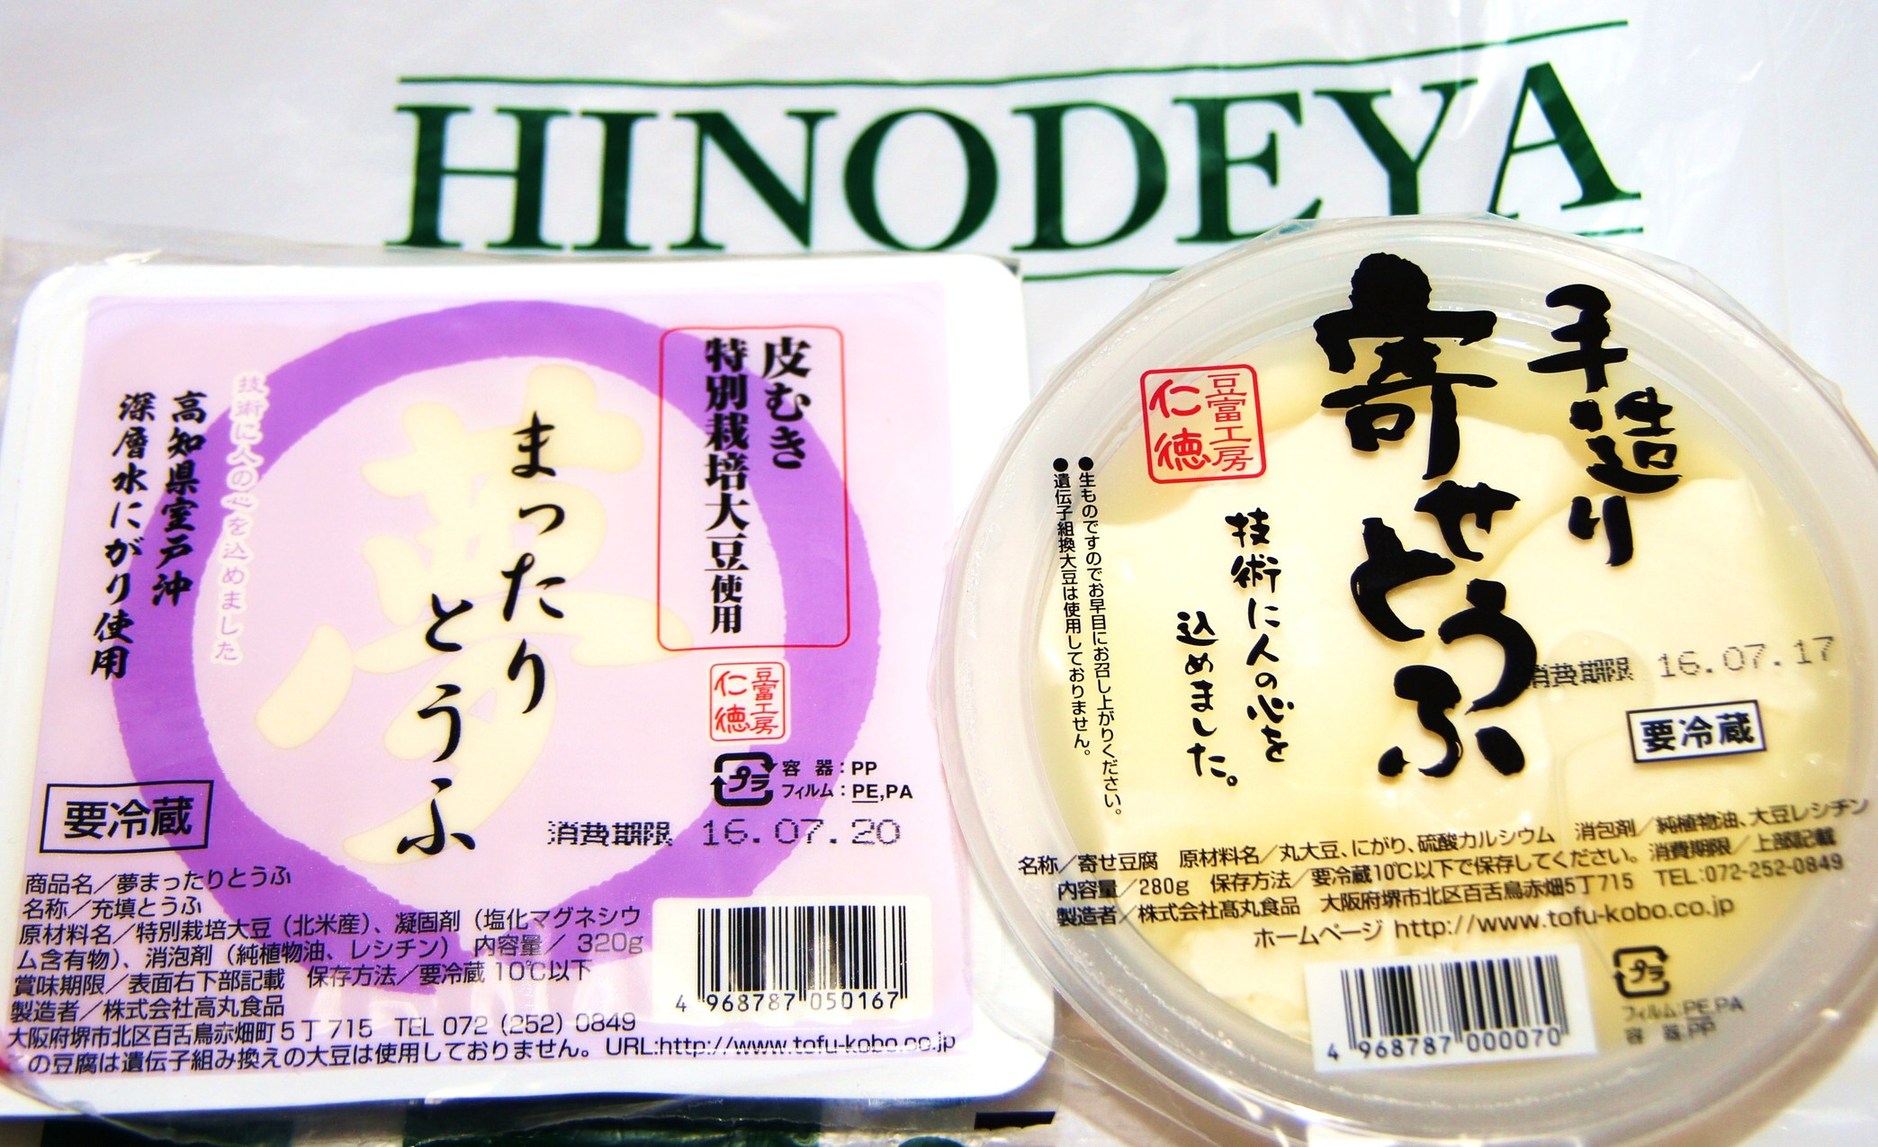 HINODEYA
皮むき
特別栽培大豆使用
まったり
とうふ
夢
技術に人の心を込めました
高知県室戸沖
深層水にがり使用
豆富工房
仁徳
プラ
容 器:PP
フィルム:PE,PA
消費期限 16.07.20
要冷蔵
商品名/夢まったりとうふ
名称/充填とうふ
原材料名/特別栽培大豆(北米産)、凝固剤(塩化マグネシウ
ム含有物)、消泡剤(純植物油、レシチン) 内容量/ 320g
賞味期限/表面右下部記載 保存方法/要冷蔵 10℃以下
製造者/株式会社高丸食品
大阪府堺市北区百舌鳥赤畑町5丁715 TEL 072(252)0849
この豆腐は遺伝子組み換えの大豆は使用しておりません。URL:http://www.tofu-kobo.co.jp
4 968787 050167
手造り
寄せとうふ
豆富工房
仁徳
技術に人の心を
込めました。
●生ものですのでお早目にお召し上がりください。
●遺伝子組換大豆は使用しておりません。
消費期限 16.07.17
要冷蔵
名称/寄せ豆腐 原材料名/丸大豆、にがり、硫酸カルシウム 消包剤/純植物油、大豆レシチン
内容量/280g 保存方法/要冷蔵10℃以下で保存してください。消費期限/上部記載
製造者/株式会社髙丸食品 大阪府堺市北区百舌鳥赤畑5丁715 TEL:072-252-0849
ホームページ http://www.tofu-kobo.co.jp
プラ
フィルム:PE,PA
容 器:PP
4 968787 000070